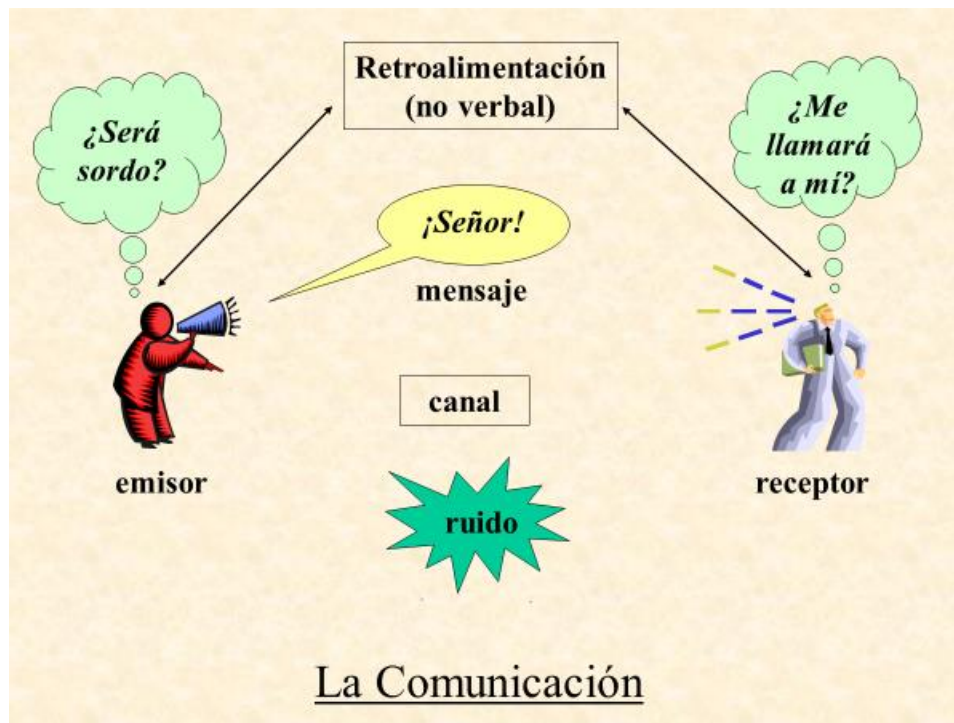 Retroalimentación
(no verbal)
¿Será
sordo?
¿Me
llamará
a mí?
¡Señor!
mensaje
canal
emisor
receptor
ruido
La Comunicación